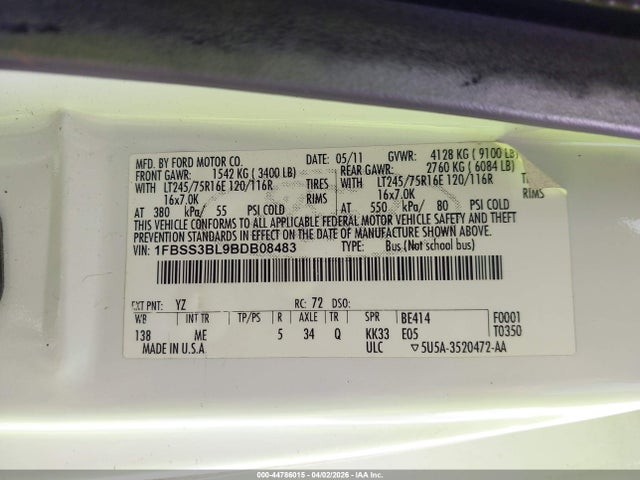 MFD. BY FORD MOTOR CO. DATE: 05/11 GVWR: 4128 KG ( 9100 LB)
FRONT GAWR: 1542 KG ( 3400 LB) REAR GAWR: 2760 KG ( 6084 LB)
WITH LT245/75R16E 120/116R TIRES WITH LT245/75R16E 120/116R TI
16x7.0K RIMS 16x7.0K RIMS
AT 380 kPa/ 55 PSI COLD AT 550 kPa/ 80 PSI COLD
THIS VEHICLE CONFORMS TO ALL APPLICABLE FEDERAL MOTOR VEHICLE SAFETY AND THEFT
PREVENTION STANDARDS IN EFFECT ON THE DATE OF MANUFACTURE SHOWN ABOVE.
VIN: 1FBSS3BL9BDB08483 TYPE: Bus (Not school bus)
EXT PNT: YZ RC: 72 DSO:
WB INT TR TP/PS R AXLE TR SPR BE414 F0001
138 ME 5 34 Q KK33 E05 T0350
MADE IN U.S.A. ULC ▽5U5A-3520472-AA
000-44786015 - 04/02/2026 - IAA Corp.